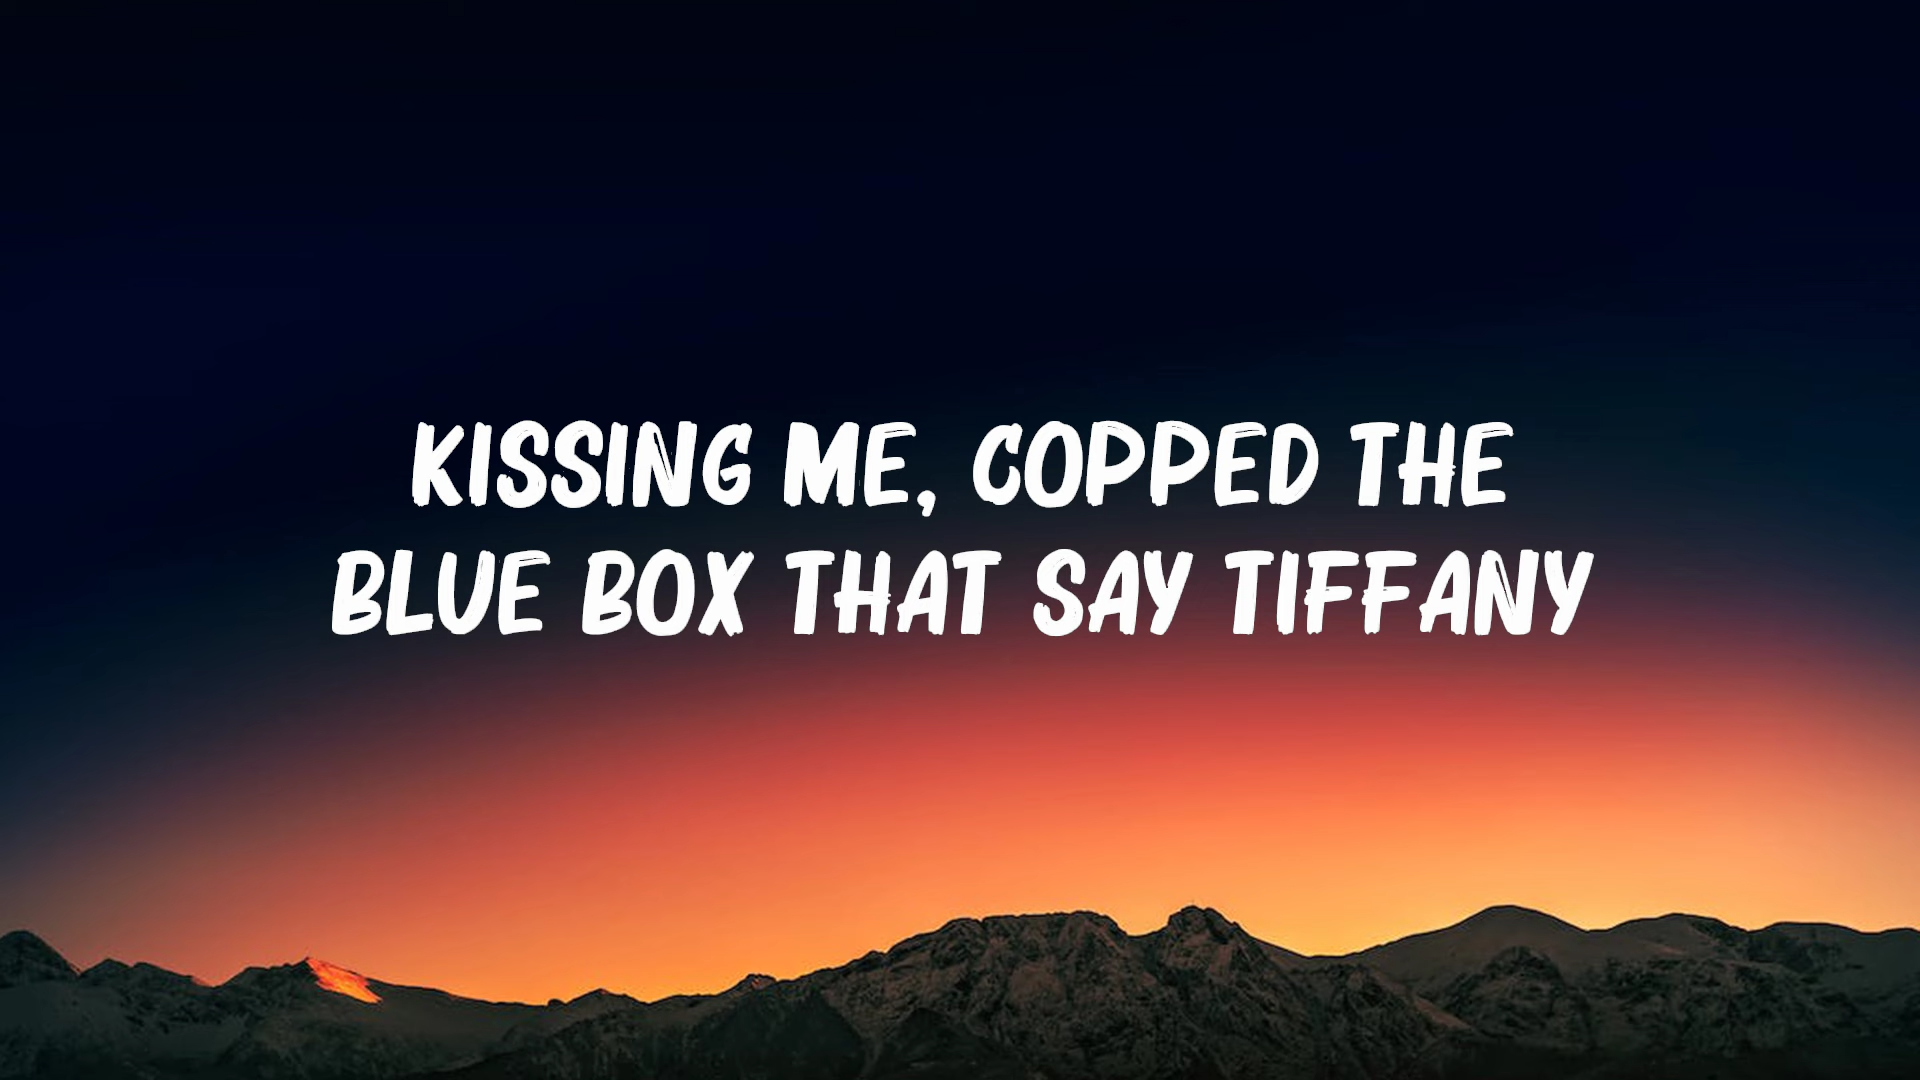 KISSING ME, COPPED THE
BLUE BOX THAT SAY TIFFANY